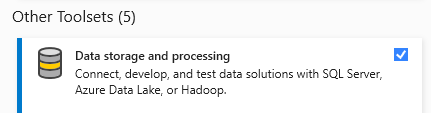 Other Toolsets (5)
Data storage and processing
Connect, develop, and test data solutions with SQL Server,
Azure Data Lake, or Hadoop.